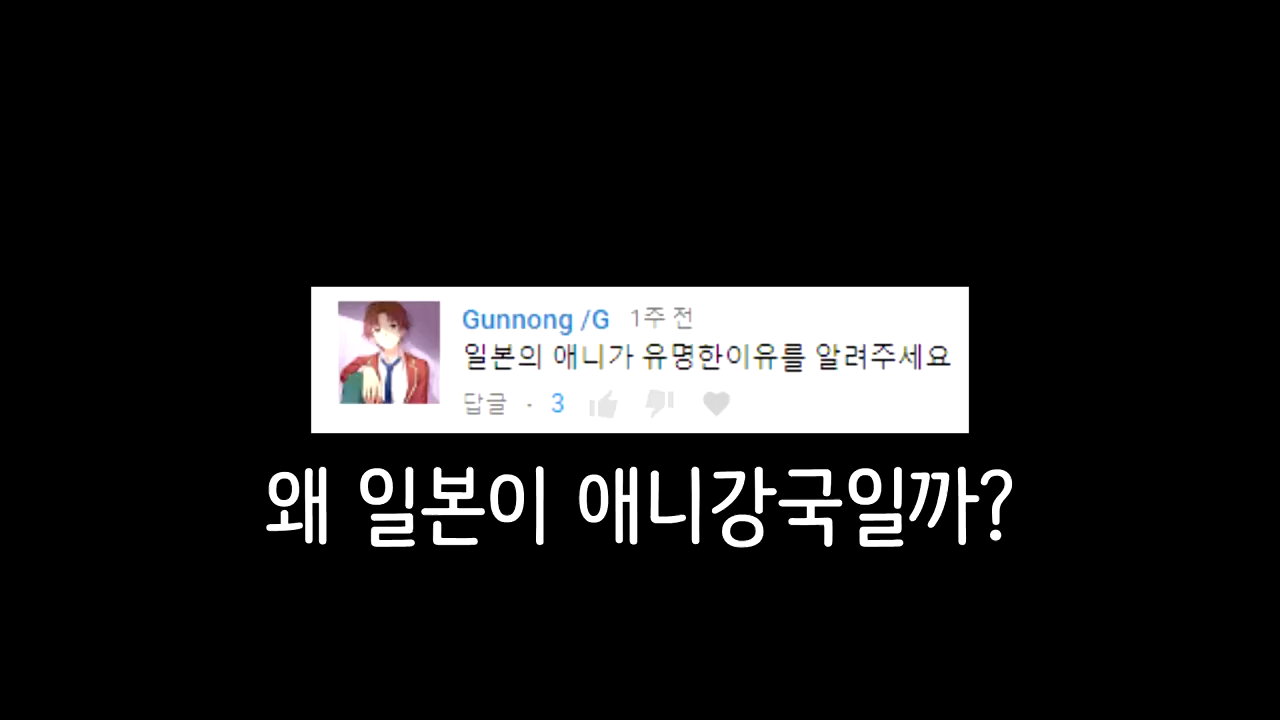 Gunnong /G 1주 전
일본의 애니가 유명한이유를 알려주세요
답글 · 3
왜 일본이 애니강국일까?